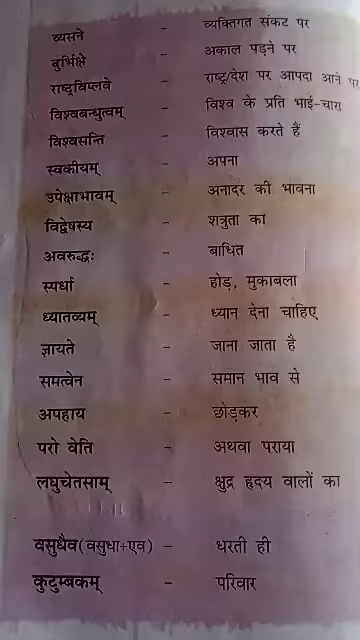 व्यसने - व्यक्तिगत संकट पर
दुर्भिक्षे - अकाल पड़ने पर
राष्ट्रविप्लवे - राष्ट्र/देश पर आपदा आने पर
विश्वबन्धुत्वम् - विश्व के प्रति भाई-चारा
विश्वसन्ति - विश्वास करते हैं
स्वकीयम् - अपना
उपेक्षाभावम् - अनादर की भावना
विद्वेषस्य - शत्रुता का
अवरुद्धः - बाधित
स्पर्धा - होड़, मुकाबला
ध्यातव्यम् - ध्यान देना चाहिए
ज्ञायते - जाना जाता है
समत्वेन - समान भाव से
अपहाय - छोड़कर
परो वेति - अथवा पराया
लघुचेतसाम् - क्षुद्र हृदय वालों का
वसुधैव(वसुधा+एव) - धरती ही
कुटुम्बकम् - परिवार